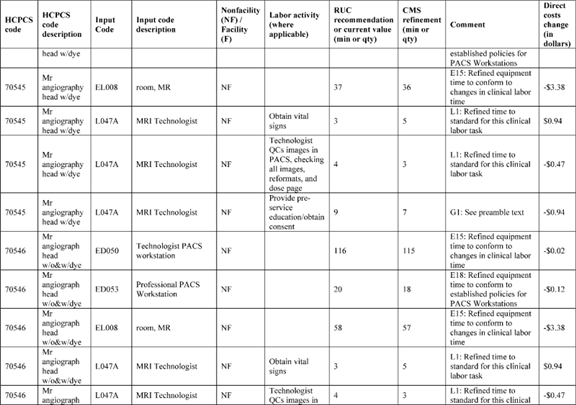 HCPCS code | HCPCS code description | Input Code | Input code description | Nonfacility (NF) / Facility (F) | Labor activity (where applicable) | RUC recommendation or current value (min or qty) | CMS refinement (min or qty) | Comment | Direct costs change (in dollars)
head w/dye | established policies for PACS Workstations
70545 | Mr angiography head w/dye | EL008 | room, MR | NF | 37 | 36 | E15: Refined equipment time to conform to changes in clinical labor time | -$3.38
70545 | Mr angiography head w/dye | L047A | MRI Technologist | NF | Obtain vital signs | 3 | 5 | L1: Refined time to standard for this clinical labor task | $0.94
70545 | Mr angiography head w/dye | L047A | MRI Technologist | NF | Technologist QCs images in PACS, checking all images, reformats, and dose page | 4 | 3 | L1: Refined time to standard for this clinical labor task | -$0.47
70545 | Mr angiography head w/dye | L047A | MRI Technologist | NF | Provide pre-service education/obtain consent | 9 | 7 | G1: See preamble text | -$0.94
70546 | Mr angiograph head w/o&w/dye | ED050 | Technologist PACS workstation | NF | 116 | 115 | E15: Refined equipment time to conform to changes in clinical labor time | -$0.02
70546 | Mr angiograph head w/o&w/dye | ED053 | Professional PACS Workstation | NF | 20 | 18 | E18: Refined equipment time to conform to established policies for PACS Workstations | -$0.12
70546 | Mr angiograph head w/o&w/dye | EL008 | room, MR | NF | 58 | 57 | E15: Refined equipment time to conform to changes in clinical labor time | -$3.38
70546 | Mr angiograph head w/o&w/dye | L047A | MRI Technologist | NF | Obtain vital signs | 3 | 5 | L1: Refined time to standard for this clinical labor task | $0.94
70546 | Mr angiograph | L047A | MRI Technologist | NF | Technologist QCs images in | 4 | 3 | L1: Refined time to standard for this clinical | -$0.47